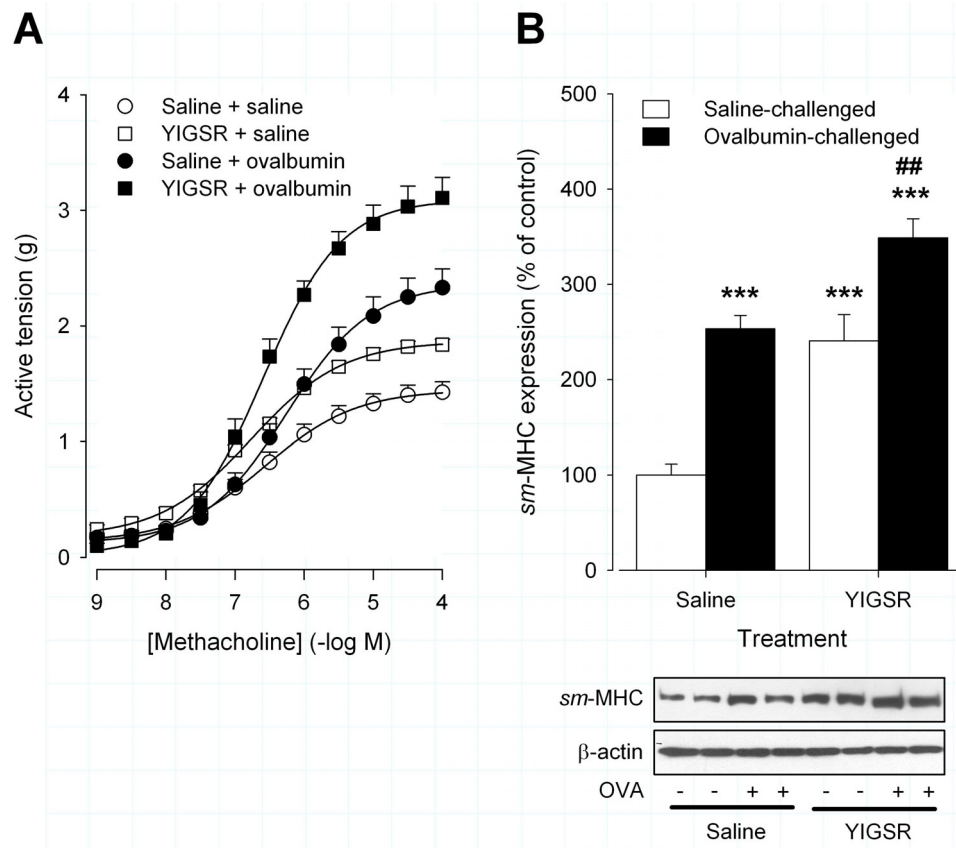 A
4
3
2
1
0
Active tension (g)
Saline + saline
YIGSR + saline
Saline + ovalbumin
YIGSR + ovalbumin
9 8 7 6 5 4
[Methacholine] (-log M)
B
500
400
300
200
100
0
sm-MHC expression (% of control)
Saline-challenged
Ovalbumin-challenged
##
*** *** ***
Saline YIGSR
Treatment
sm-MHC
β-actin
OVA - - + + - - + +
Saline YIGSR